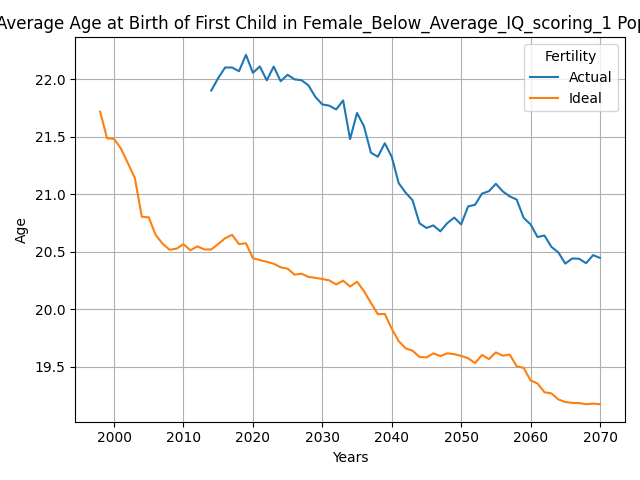 Average Age at Birth of First Child in Female_Below_Average_IQ_scoring_1 Pop
Fertility
Actual
Ideal
22.0
21.5
21.0
20.5
20.0
19.5
Age
2000 2010 2020 2030 2040 2050 2060 2070
Years